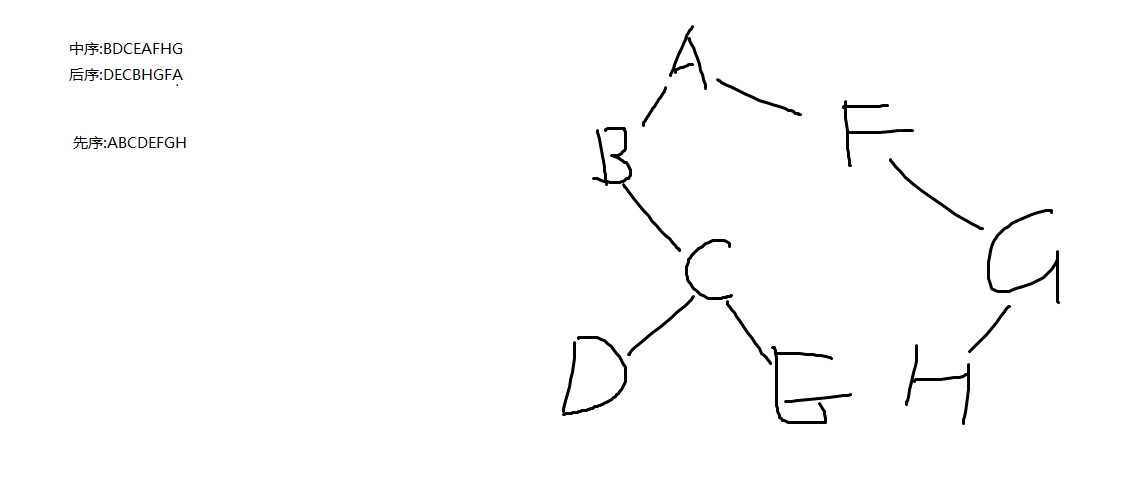 中序:BDCEAFHG
后序:DECBHGFA
先序:ABCDEFGH
A
B
F
C
G
D
E
H